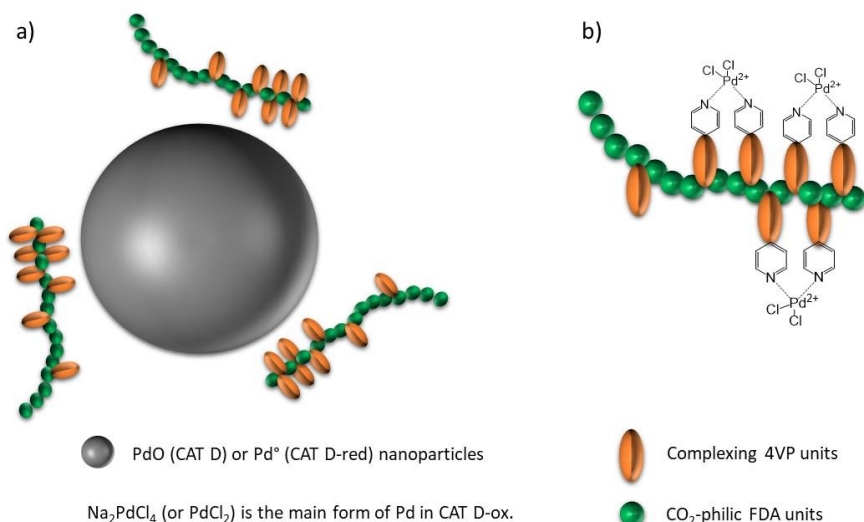 a)
b)
Cl Cl
Pd²⁺
Cl Cl
Pd²⁺
N N N N
N N
Cl Pd²⁺
Cl
PdO (CAT D) or Pd° (CAT D-red) nanoparticles
Na₂PdCl₄ (or PdCl₂) is the main form of Pd in CAT D-ox.
Complexing 4VP units
CO₂-philic FDA units